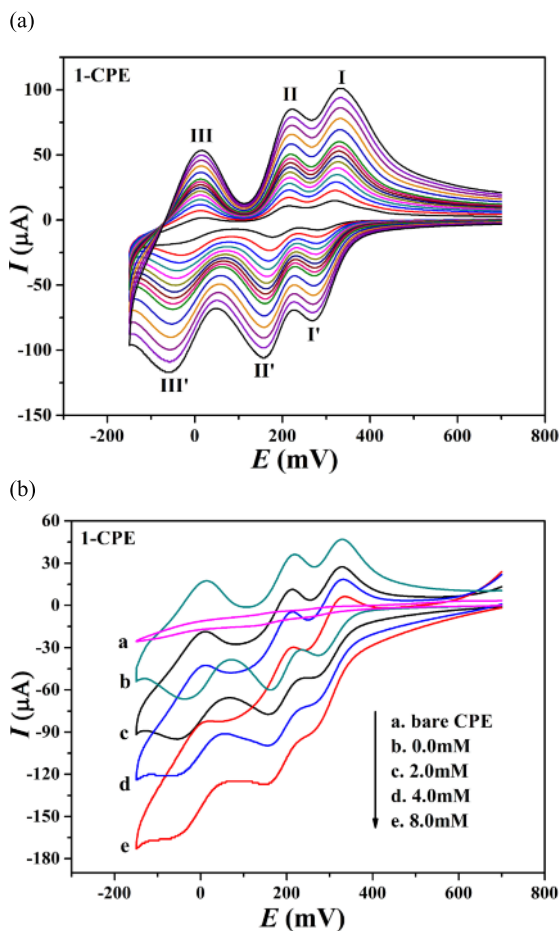 (a)
1-CPE
I
II
III
I'
II'
III'
100
50
0
-50
-100
-150
I (μA)
-200 0 200 400 600 800
E (mV)
(b)
1-CPE
60
30
0
-30
-60
-90
-120
-150
-180
I (μA)
a
b
c
d
e
a. bare CPE
b. 0.0mM
c. 2.0mM
d. 4.0mM
e. 8.0mM
-200 0 200 400 600 800
E (mV)